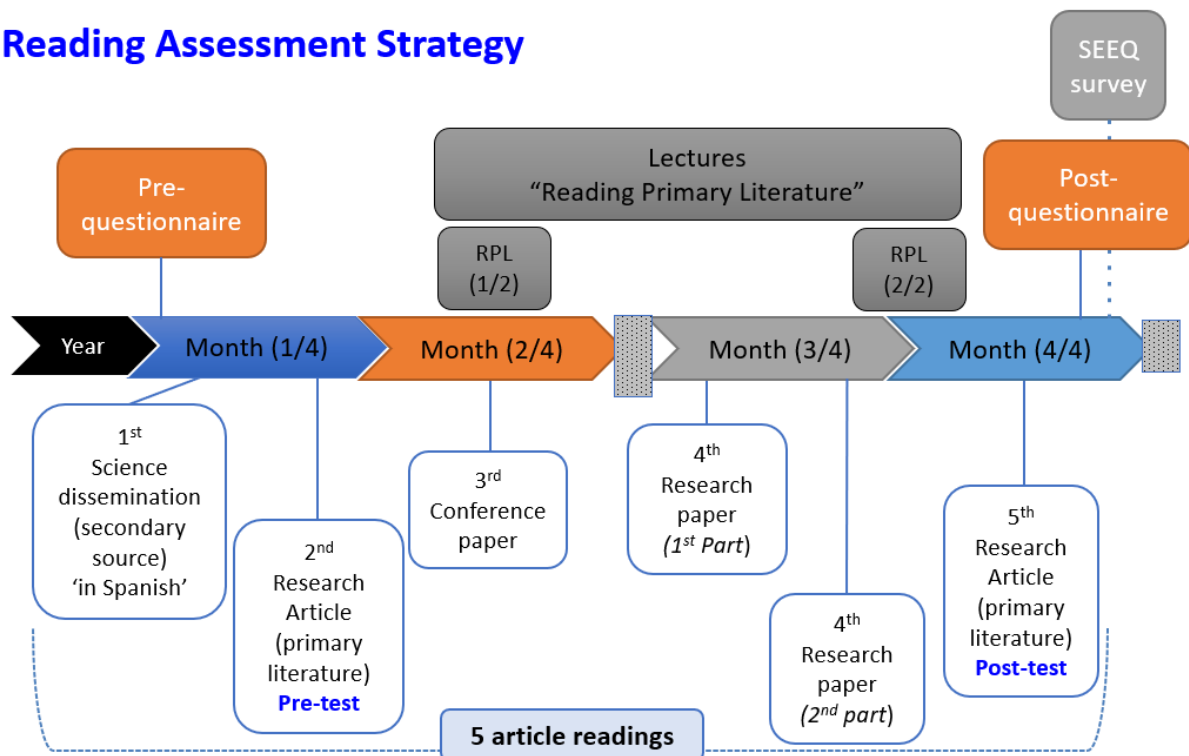 Reading Assessment Strategy
SEEQ
survey
Pre-
questionnaire
Lectures
“Reading Primary Literature”
Post-
questionnaire
RPL
(1/2)
RPL
(2/2)
Year
Month (1/4)
Month (2/4)
Month (3/4)
Month (4/4)
1st
Science
dissemination
(secondary
source)
‘in Spanish’
2nd
Research
Article
(primary
literature)
Pre-test
3rd
Conference
paper
4th
Research
paper
(1st Part)
4th
Research
paper
(2nd part)
5th
Research
Article
(primary
literature)
Post-test
5 article readings